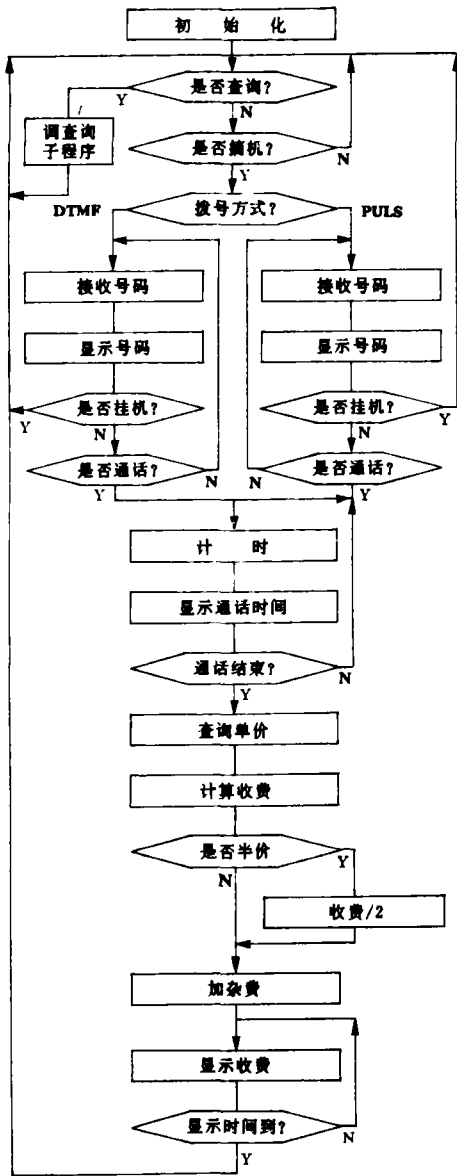 初始化
是否查询?
Y
N
调查询
子程序
是否摘机?
N
Y
DTMF
拨号方式?
PULS
接收号码
接收号码
显示号码
显示号码
是否挂机?
Y
N
是否挂机?
Y
N
是否通话?
N
Y
是否通话?
N
Y
计时
显示通话时间
通话结束?
N
Y
查询单价
计算收费
是否半价
Y
N
收费/2
加杂费
显示收费
显示时间到?
N
Y